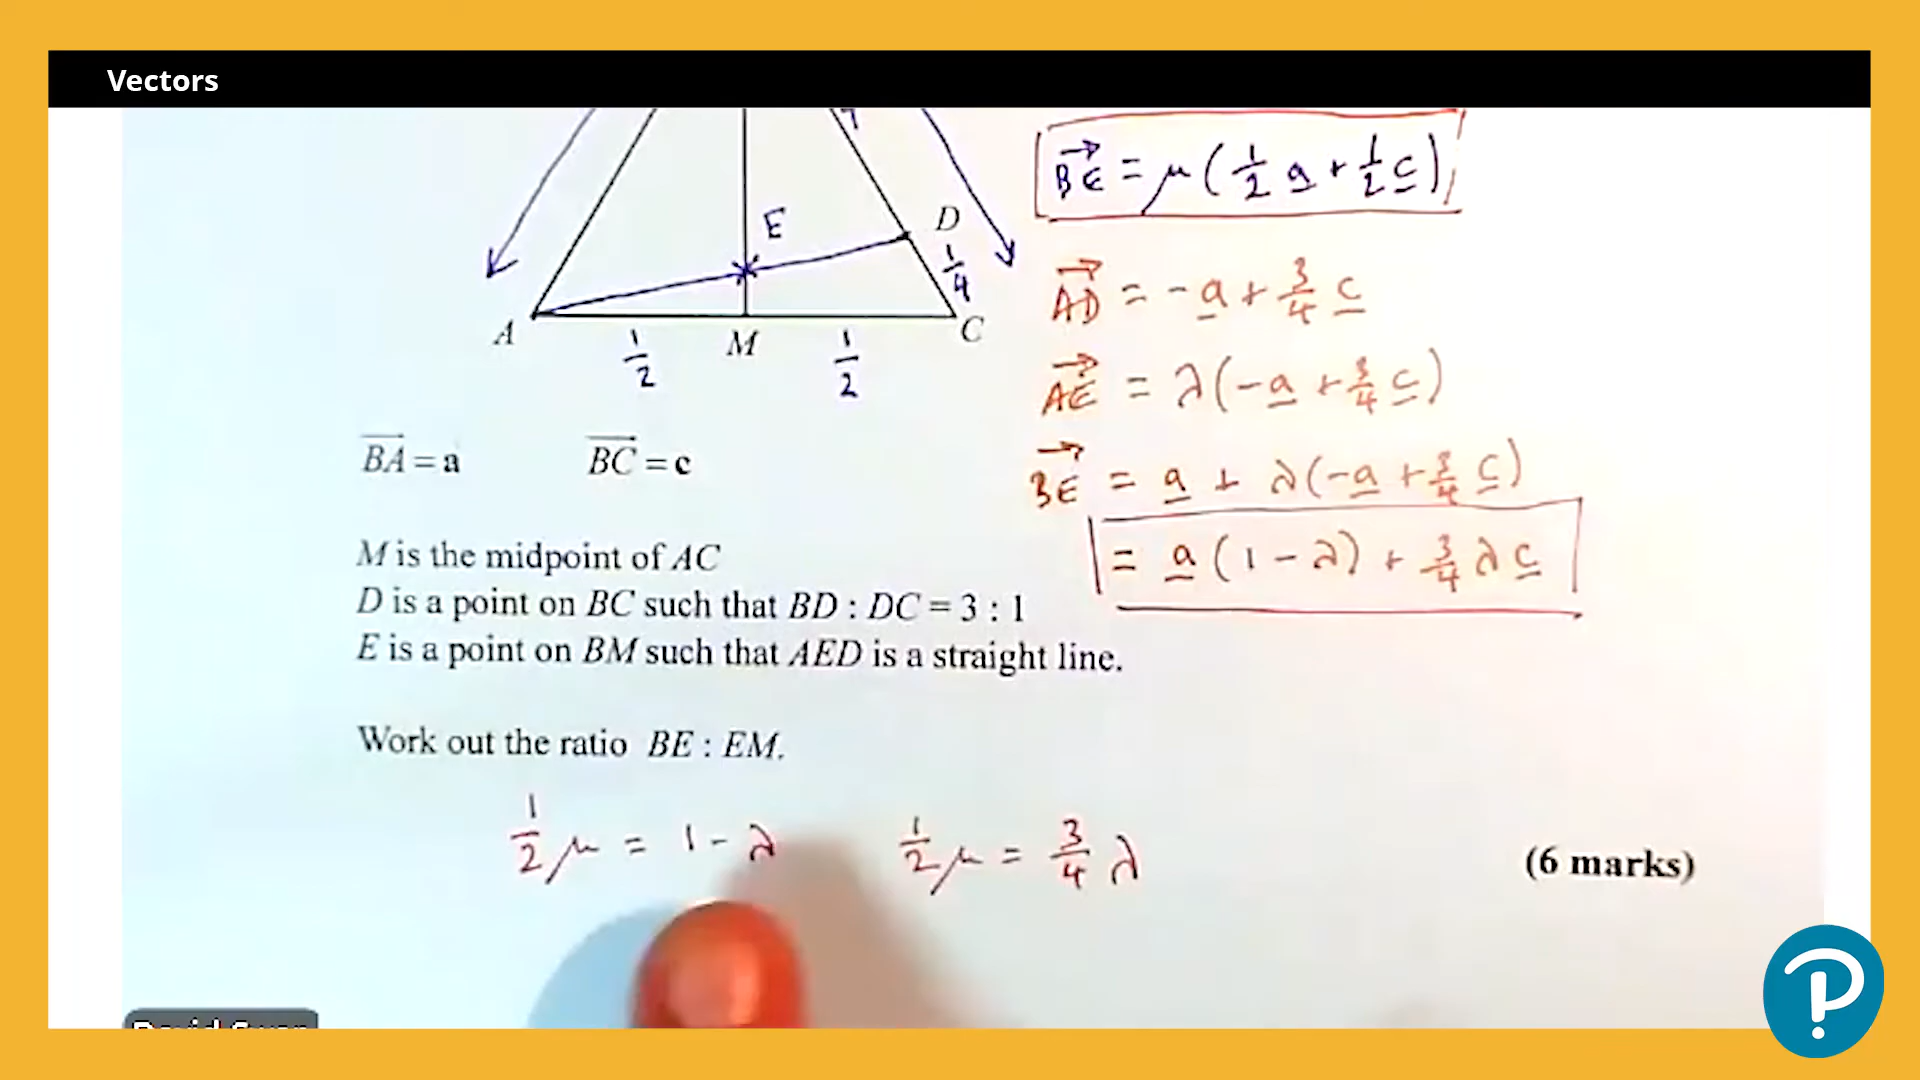 Vectors
E
D
1/4
A
M
C
1/2
1/2
BE = μ(1/2 a + 1/2 c)
AD = -a + 3/4 c
AE = λ(-a + 3/4 c)
BE = a + λ(-a + 3/4 c)
= a(1 - λ) + 3/4 λ c
BA = a BC = c
M is the midpoint of AC
D is a point on BC such that BD : DC = 3 : 1
E is a point on BM such that AED is a straight line.
Work out the ratio BE : EM.
1/2 μ = 1 - λ 1/2 μ = 3/4 λ
(6 marks)
P